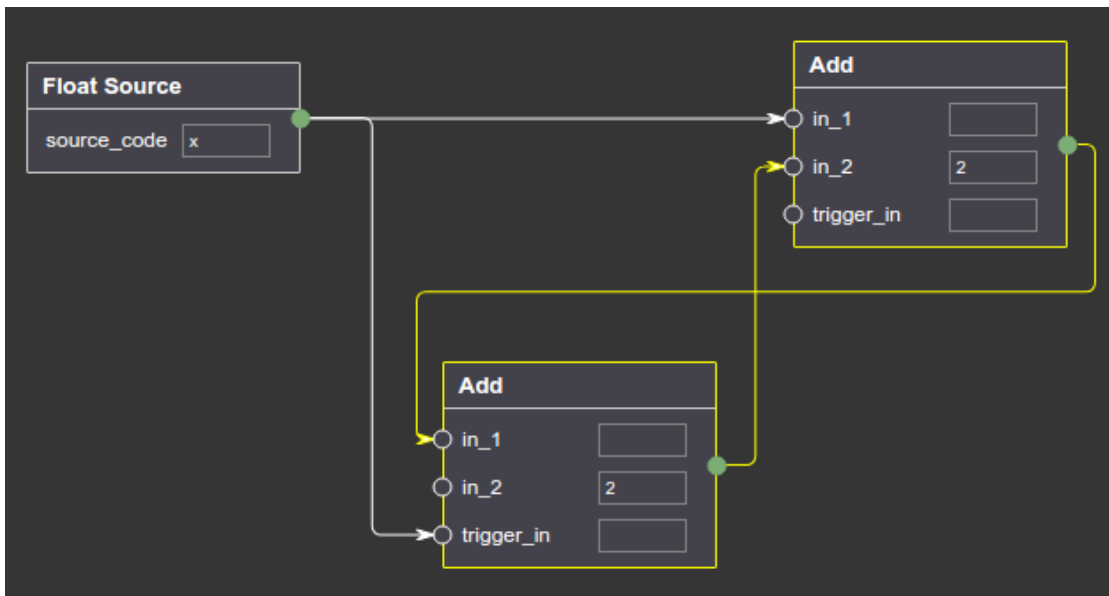 Float Source
source_code x
Add
in_1
in_2 2
trigger_in
Add
in_1
in_2 2
trigger_in